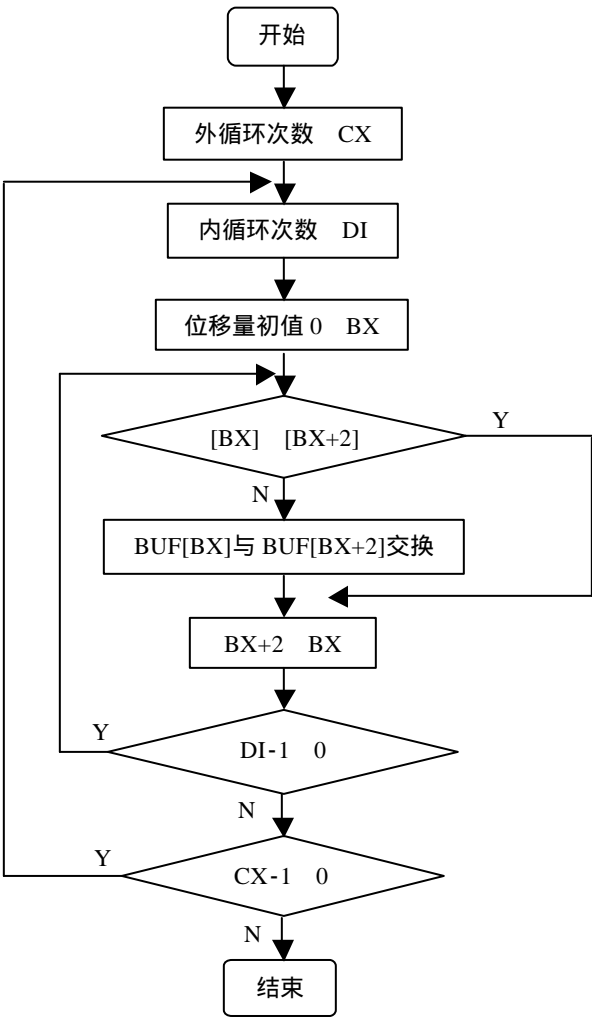 开始
外循环次数 CX
内循环次数 DI
位移量初值 0 BX
[BX] [BX+2]
Y
N
BUF[BX]与 BUF[BX+2]交换
BX+2 BX
Y
DI-1 0
N
Y
CX-1 0
N
结束